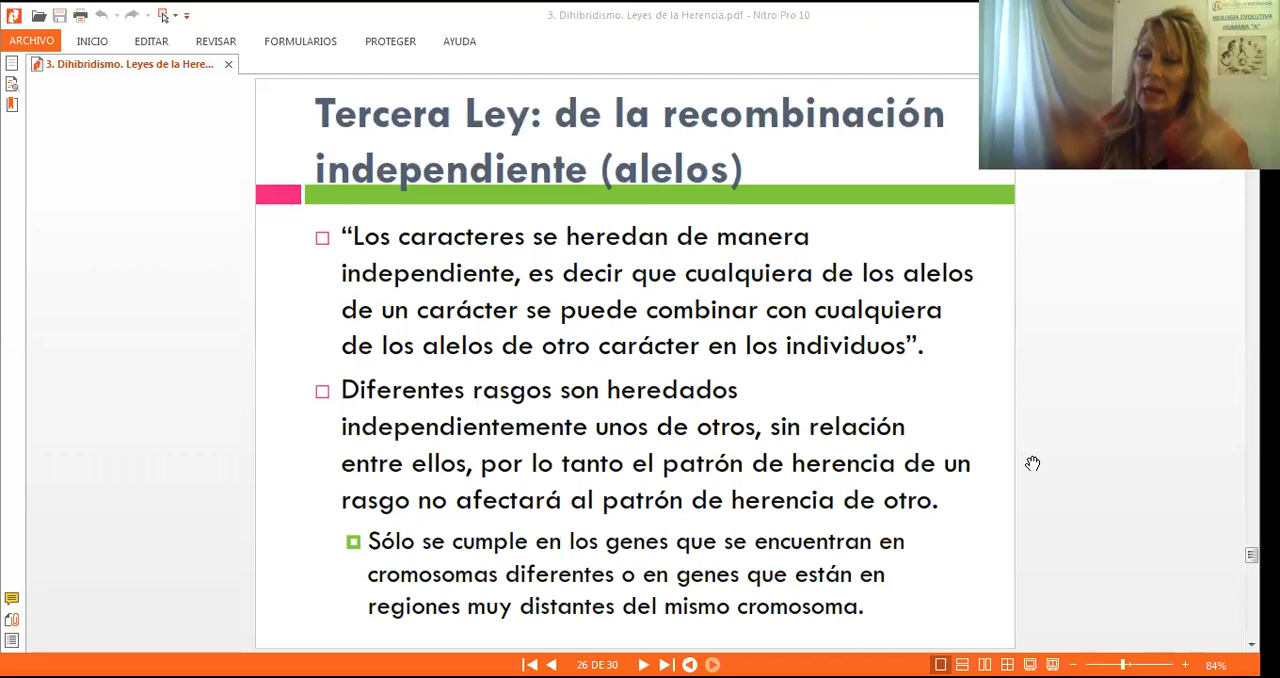 3. Dihibridismo. Leyes de la Herencia.pdf - Nitro Pro 10
ARCHIVO INICIO EDITAR REVISAR FORMULARIOS PROTEGER AYUDA
3. Dihibridismo. Leyes de la Here...
BIOLOGÍA EVOLUTIVA
HUMANA "A"
Tercera Ley: de la recombinación
independiente (alelos)
“Los caracteres se heredan de manera
independiente, es decir que cualquiera de los alelos
de un carácter se puede combinar con cualquiera
de los alelos de otro carácter en los individuos”.
Diferentes rasgos son heredados
independientemente unos de otros, sin relación
entre ellos, por lo tanto el patrón de herencia de un
rasgo no afectará al patrón de herencia de otro.
Sólo se cumple en los genes que se encuentran en
cromosomas diferentes o en genes que están en
regiones muy distantes del mismo cromosoma.
26 DE 30
84%